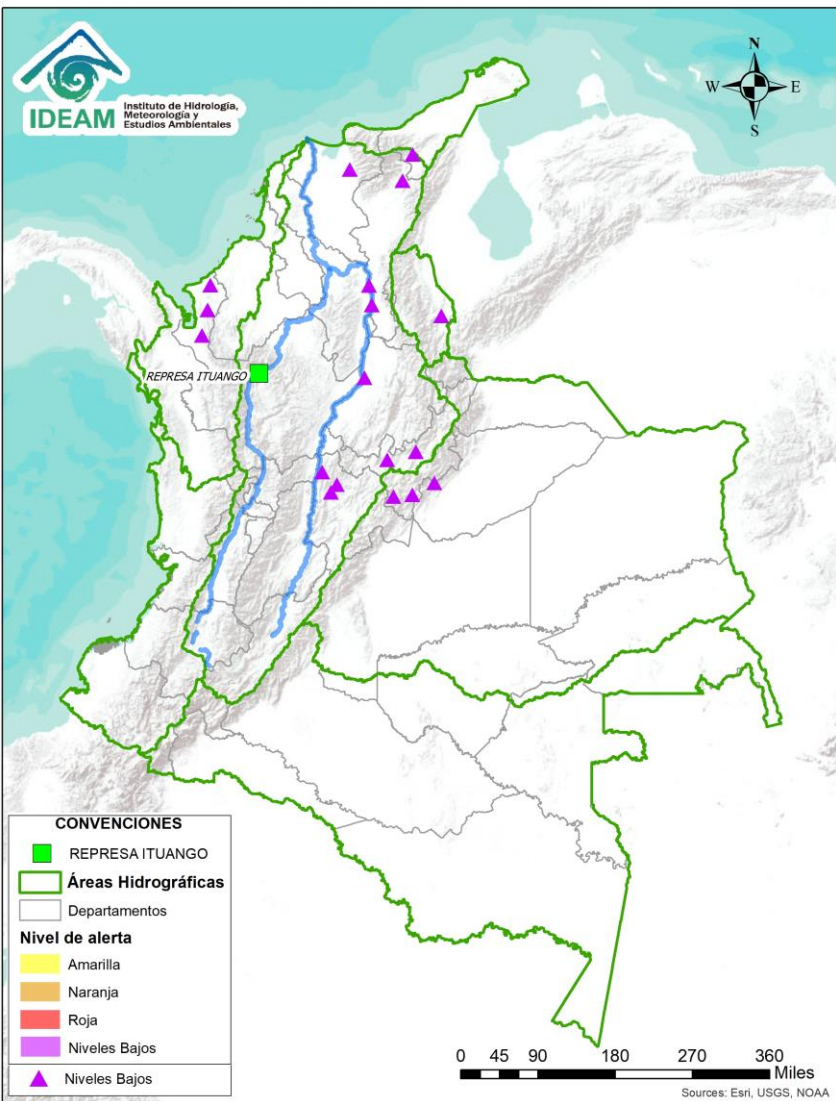 IDEAM
Instituto de Hidrología,
Meteorología y
Estudios Ambientales
N
W E
S
REPRESA ITUANGO
CONVENCIONES
REPRESA ITUANGO
Áreas Hidrográficas
Departamentos
Nivel de alerta
Amarilla
Naranja
Roja
Niveles Bajos
Niveles Bajos
0 45 90 180 270 360
Miles
Sources: Esri, USGS, NOAA